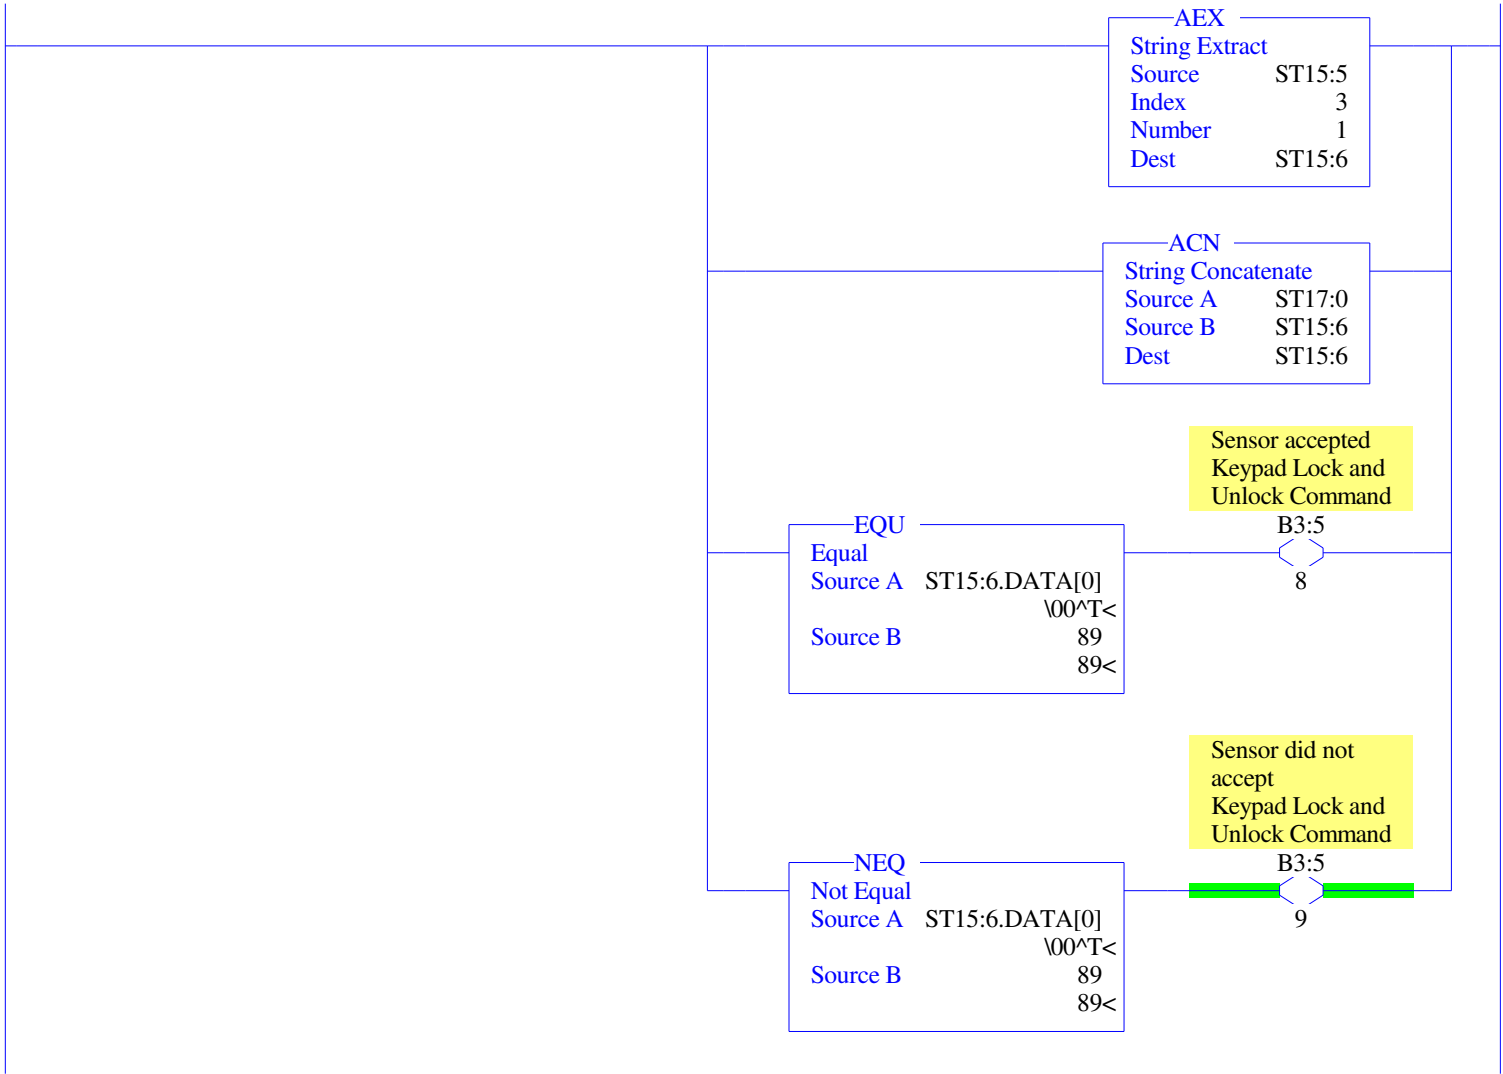 AEX
String Extract
Source ST15:5
Index 3
Number 1
Dest ST15:6
ACN
String Concatenate
Source A ST17:0
Source B ST15:6
Dest ST15:6
Sensor accepted
Keypad Lock and
Unlock Command
B3:5
8
EQU
Equal
Source A ST15:6.DATA[0]
\00^T<
Source B 89
89<
Sensor did not
accept
Keypad Lock and
Unlock Command
B3:5
9
NEQ
Not Equal
Source A ST15:6.DATA[0]
\00^T<
Source B 89
89<